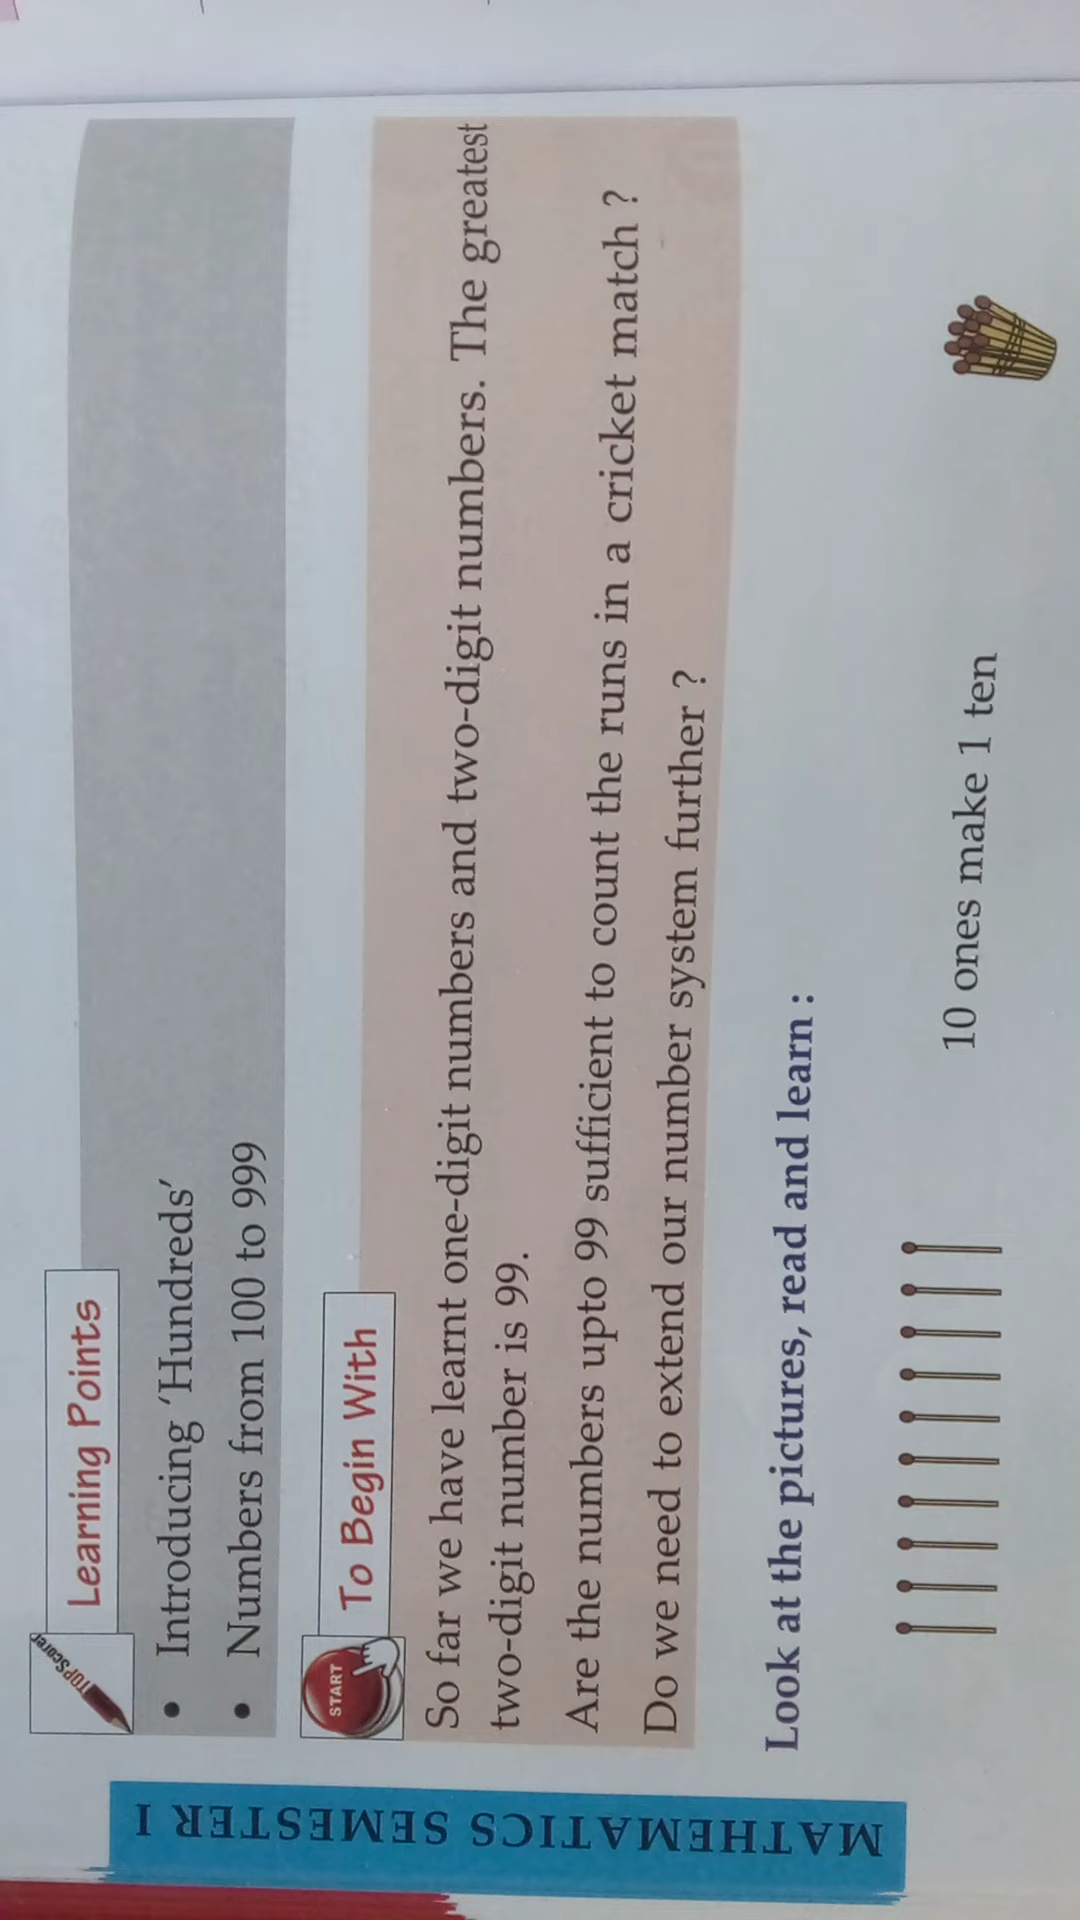 TOPScorer
Learning Points
• Introducing ‘Hundreds’
• Numbers from 100 to 999
START
To Begin With
So far we have learnt one-digit numbers and two-digit numbers. The greatest
two-digit number is 99.
Are the numbers upto 99 sufficient to count the runs in a cricket match ?
Do we need to extend our number system further ?
Look at the pictures, read and learn :
10 ones make 1 ten
MATHEMATICS SEMESTER I